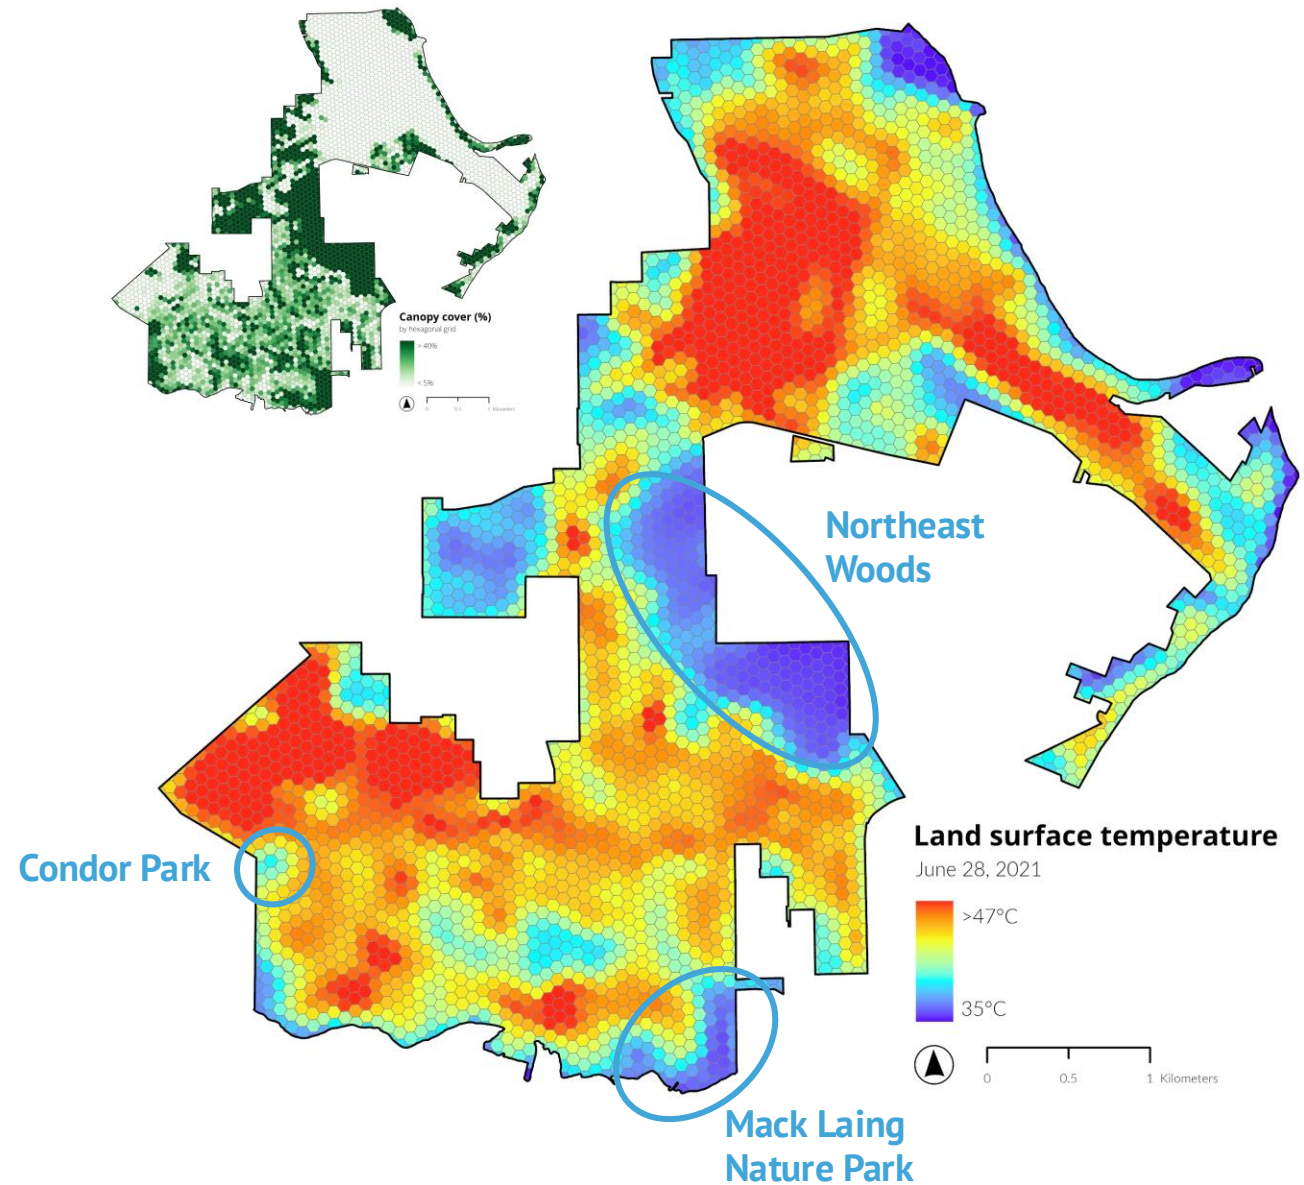 Canopy cover (%)
by hexagonal grid
> 40%
< 5%
0 0.5 1 Kilometers
Northeast
Woods
Condor Park
Land surface temperature
June 28, 2021
>47°C
35°C
0 0.5 1 Kilometers
Mack Laing
Nature Park